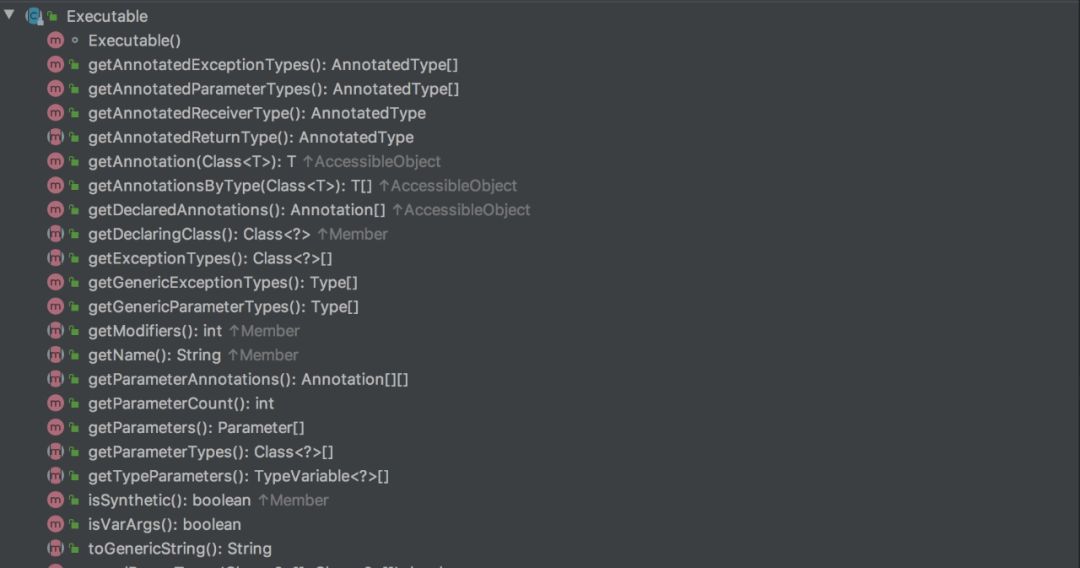 Executable
Executable()
getAnnotatedExceptionTypes(): AnnotatedType[]
getAnnotatedParameterTypes(): AnnotatedType[]
getAnnotatedReceiverType(): AnnotatedType
getAnnotatedReturnType(): AnnotatedType
getAnnotation(Class<T>): T ↑AccessibleObject
getAnnotationsByType(Class<T>): T[] ↑AccessibleObject
getDeclaredAnnotations(): Annotation[] ↑AccessibleObject
getDeclaringClass(): Class<?> ↑Member
getExceptionTypes(): Class<?>[]
getGenericExceptionTypes(): Type[]
getGenericParameterTypes(): Type[]
getModifiers(): int ↑Member
getName(): String ↑Member
getParameterAnnotations(): Annotation[][]
getParameterCount(): int
getParameters(): Parameter[]
getParameterTypes(): Class<?>[]
getTypeParameters(): TypeVariable<?>[]
isSynthetic(): boolean ↑Member
isVarArgs(): boolean
toGenericString(): String